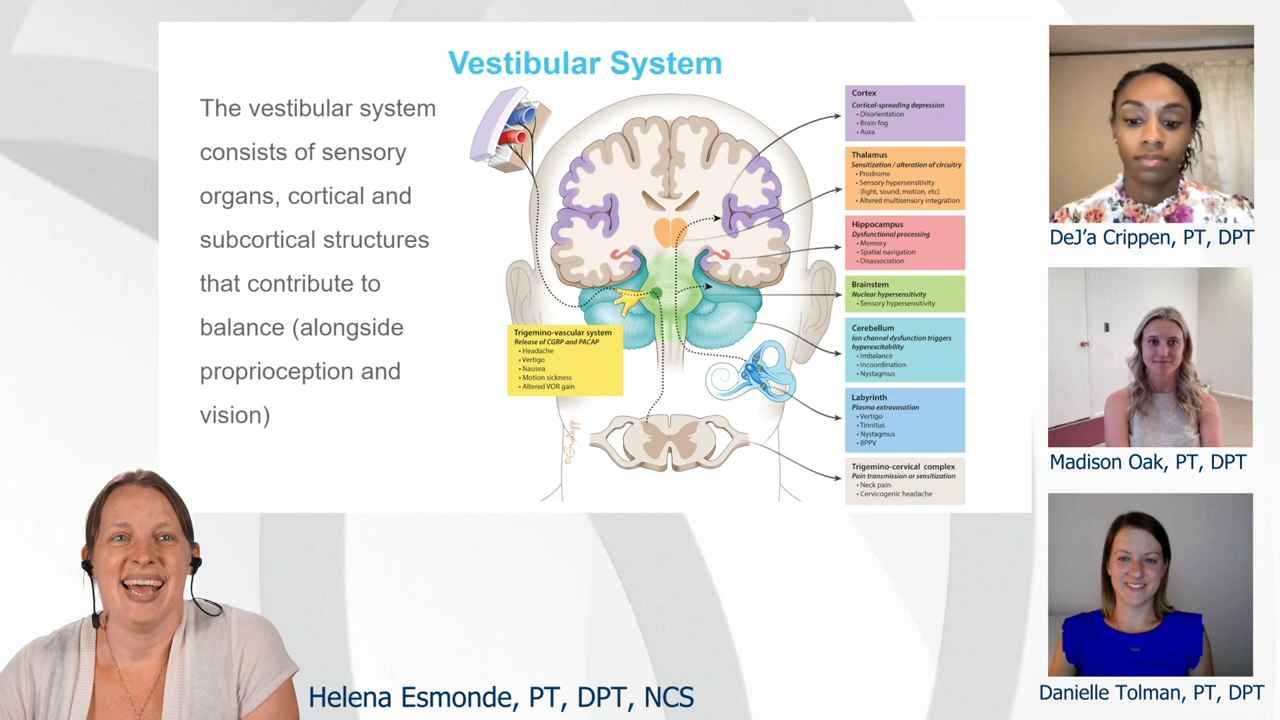 Vestibular System
The vestibular system
consists of sensory
organs, cortical and
subcortical structures
that contribute to
balance (alongside
proprioception and
vision)
Trigemino-vascular system
Release of CGRP and PACAP
• Headache
• Vertigo
• Nausea
• Motion sickness
• Altered VOR gain
Cortex
Cortical-spreading depression
• Disorientation
• Brain fog
• Aura
Thalamus
Sensitization / alteration of circuitry
• Prodrome
• Sensory hypersensitivity
(light, sound, motion, etc)
• Altered multisensory integration
Hippocampus
Dysfunctional processing
• Memory
• Spatial navigation
• Disassociation
Brainstem
Nuclear hypersensitivity
• Sensory hypersensitivity
Cerebellum
Ion channel dysfunction triggers
hyperexcitability
• Imbalance
• Incoordination
• Nystagmus
Labyrinth
Plasma extravasation
• Vertigo
• Tinnitus
• Nystagmus
• BPPV
Trigemino-cervical complex
Pain transmission or sensitization
• Neck pain
• Cervicogenic headache
DeJ’a Crippen, PT, DPT
Madison Oak, PT, DPT
Danielle Tolman, PT, DPT
Helena Esmonde, PT, DPT, NCS